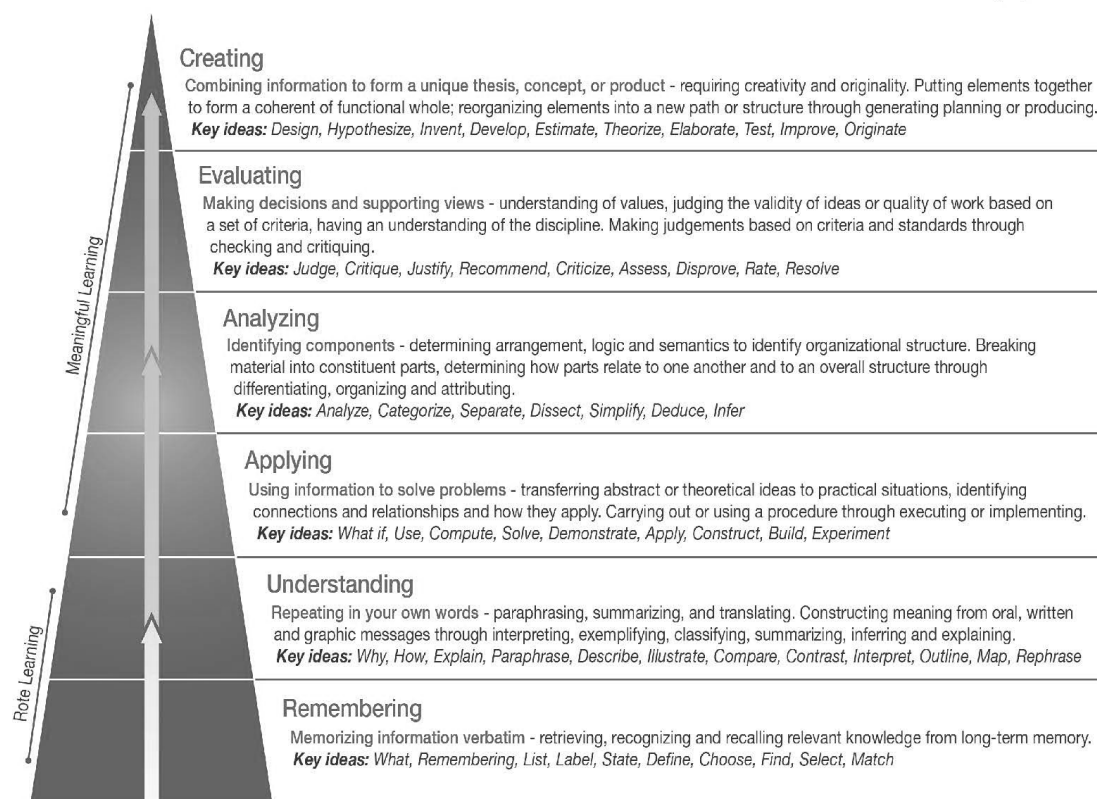 Creating
Combining information to form a unique thesis, concept, or product - requiring creativity and originality. Putting elements together
to form a coherent of functional whole; reorganizing elements into a new path or structure through generating planning or producing.
Key ideas: Design, Hypothesize, Invent, Develop, Estimate, Theorize, Elaborate, Test, Improve, Originate
Evaluating
Making decisions and supporting views - understanding of values, judging the validity of ideas or quality of work based on
a set of criteria, having an understanding of the discipline. Making judgements based on criteria and standards through
checking and critiquing.
Key ideas: Judge, Critique, Justify, Recommend, Criticize, Assess, Disprove, Rate, Resolve
Meaningful Learning
Analyzing
Identifying components - determining arrangement, logic and semantics to identify organizational structure. Breaking
material into constituent parts, determining how parts relate to one another and to an overall structure through
differentiating, organizing and attributing.
Key ideas: Analyze, Categorize, Separate, Dissect, Simplify, Deduce, Infer
Applying
Using information to solve problems - transferring abstract or theoretical ideas to practical situations, identifying
connections and relationships and how they apply. Carrying out or using a procedure through executing or implementing.
Key ideas: What if, Use, Compute, Solve, Demonstrate, Apply, Construct, Build, Experiment
Understanding
Repeating in your own words - paraphrasing, summarizing, and translating. Constructing meaning from oral, written
and graphic messages through interpreting, exemplifying, classifying, summarizing, inferring and explaining.
Key ideas: Why, How, Explain, Paraphrase, Describe, Illustrate, Compare, Contrast, Interpret, Outline, Map, Rephrase
Rote Learning
Remembering
Memorizing information verbatim - retrieving, recognizing and recalling relevant knowledge from long-term memory.
Key ideas: What, Remembering, List, Label, State, Define, Choose, Find, Select, Match